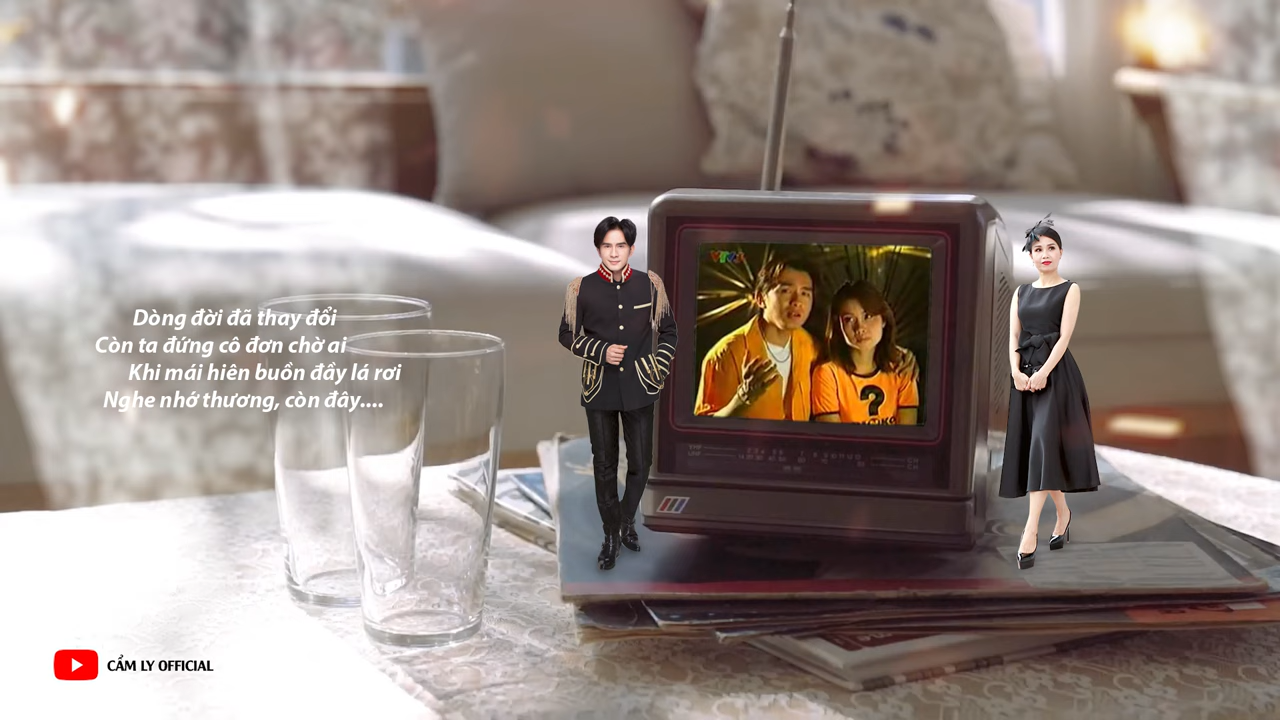 Dòng đời đã thay đổi
Còn ta đứng cô đơn chờ ai
Khi mái hiên buồn đầy lá rơi
Nghe nhớ thương, còn đây....
VTV3
?
CẨM LY OFFICIAL